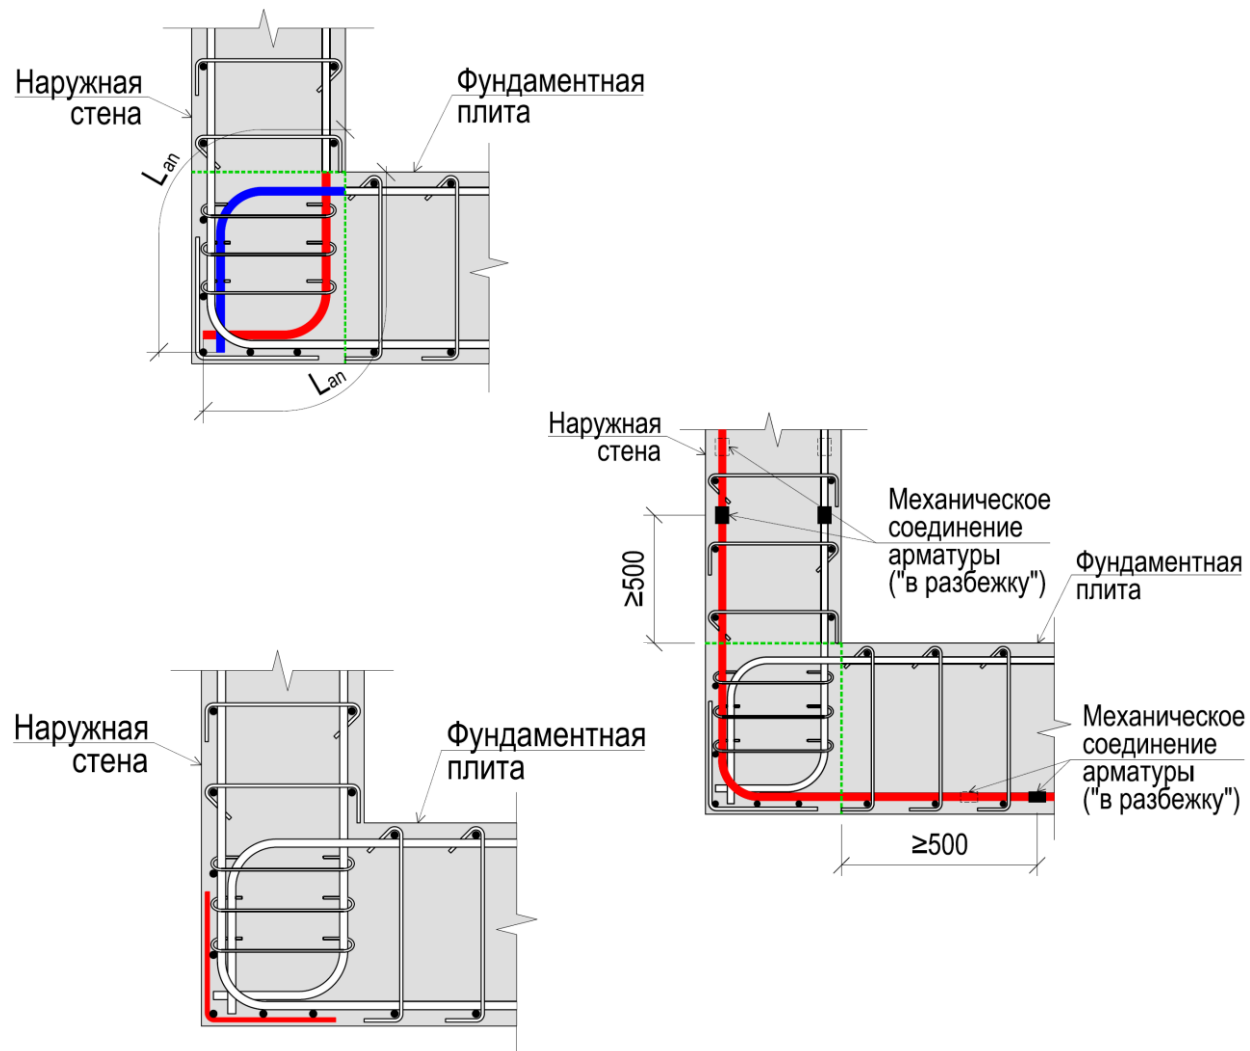 Наружная
стена
Фундаментная
плита
Lan
Lan
Наружная
стена
Механическое
соединение
арматуры
("в разбежку")
Фундаментная
плита
≥500
Механическое
соединение
арматуры
("в разбежку")
≥500
Наружная
стена
Фундаментная
плита